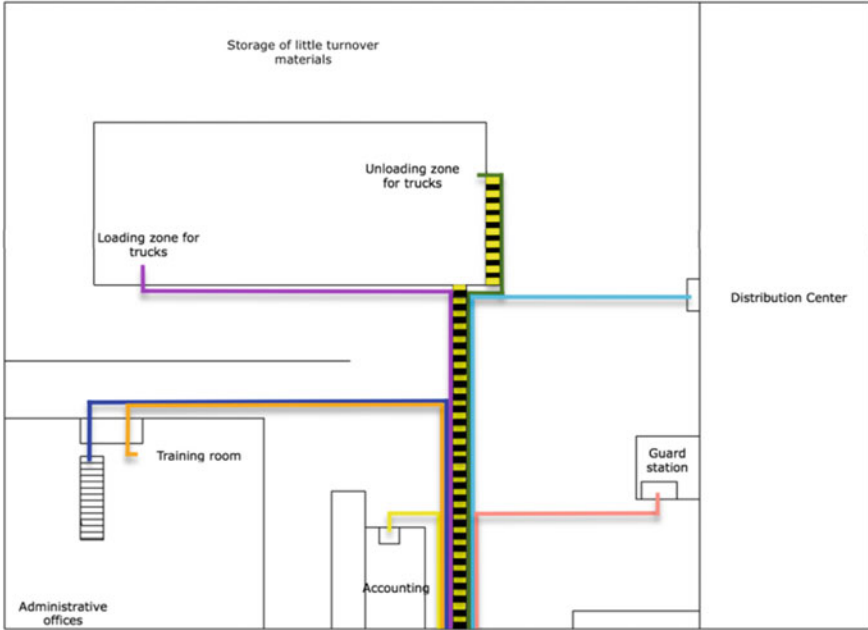 Storage of little turnover
materials
Unloading zone
for trucks
Loading zone for
trucks
Distribution Center
Guard
station
Training room
Accounting
Administrative
offices